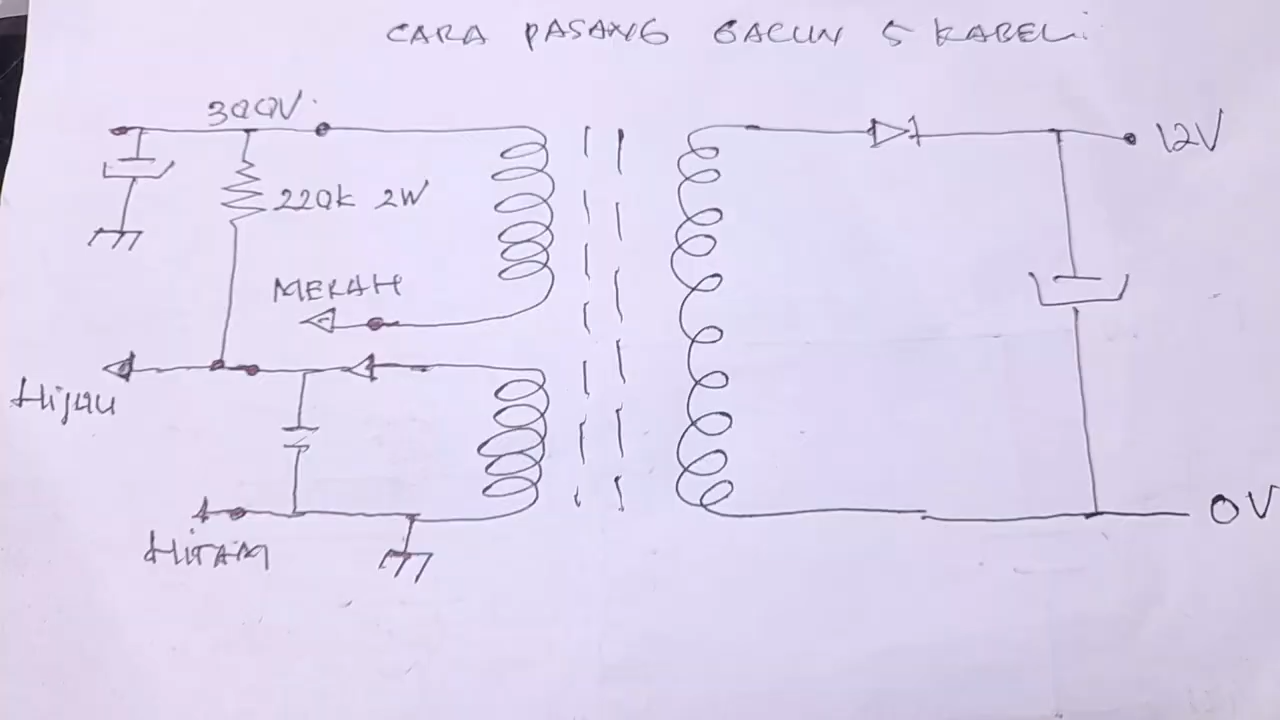 CARA PASANG GACUN 5 KABEL.
300V.
12V
220k 2W
MERAH
HijAU
0V
HITAM